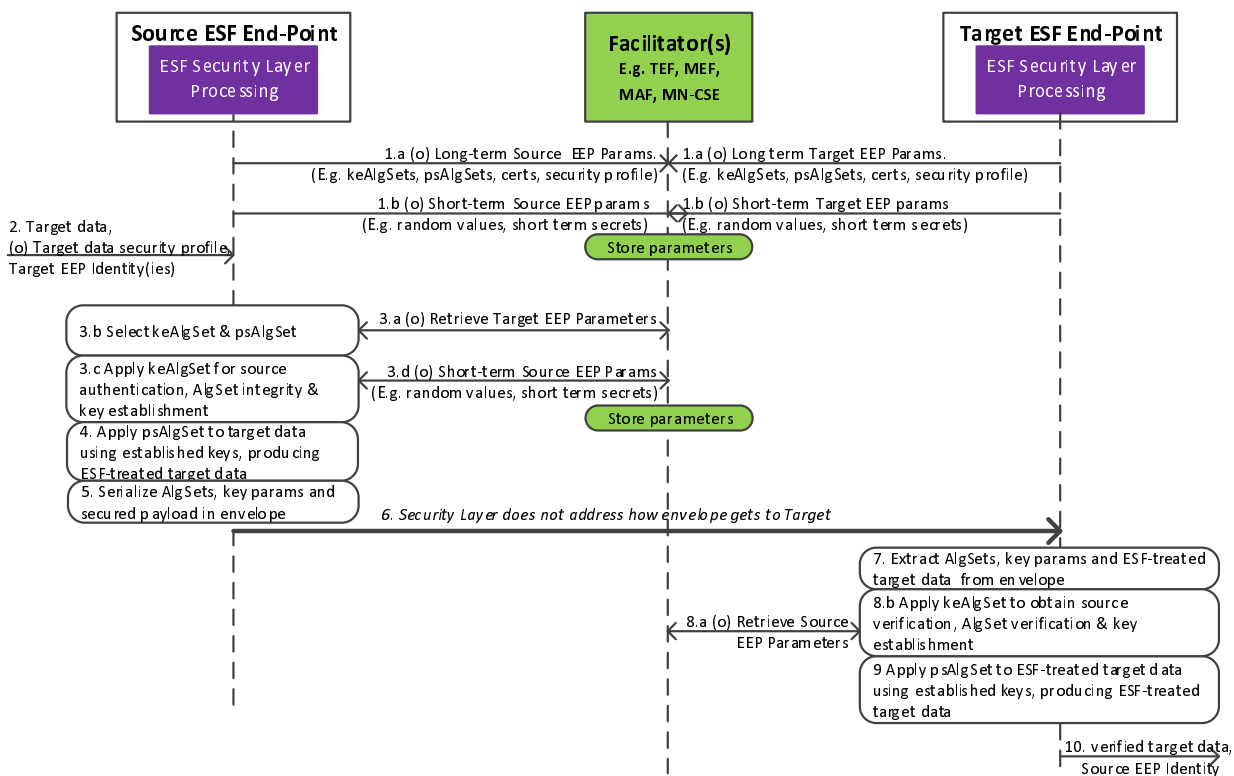 Source ESF End-Point
ESF Security Layer
Processing
Facilitator(s)
E.g. TEF, MEF,
MAF, MN-CSE
Target ESF End-Point
ESF Security Layer
Processing
1.a (o) Long-term Source EEP Params.
(E.g. keAlgSets, psAlgSets, certs, security profile)
1.a (o) Long term Target EEP Params.
(E.g. keAlgSets, psAlgSets, certs, security profile)
1.b (o) Short-term Source EEP params
(E.g. random values, short term secrets)
1.b (o) Short-term Target EEP params
(E.g. random values, short term secrets)
Store parameters
2. Target data,
(o) Target data security profile,
Target EEP Identity(ies)
3.a (o) Retrieve Target EEP Parameters
3.b Select keAlgSet & psAlgSet
3.c Apply keAlgSet for source
authentication, AlgSet integrity &
key establishment
3.d (o) Short-term Source EEP Params
(E.g. random values, short term secrets)
Store parameters
4. Apply psAlgSet to target data
using established keys, producing
ESF-treated target data
5. Serialize AlgSets, key params and
secured payload in envelope
6. Security Layer does not address how envelope gets to Target
7. Extract AlgSets, key params and ESF-treated
target data from envelope
8.a (o) Retrieve Source
EEP Parameters
8.b Apply keAlgSet to obtain source
verification, AlgSet verification & key
establishment
9 Apply psAlgSet to ESF-treated target data
using established keys, producing ESF-treated
target data
10. verified target data,
Source EEP Identity